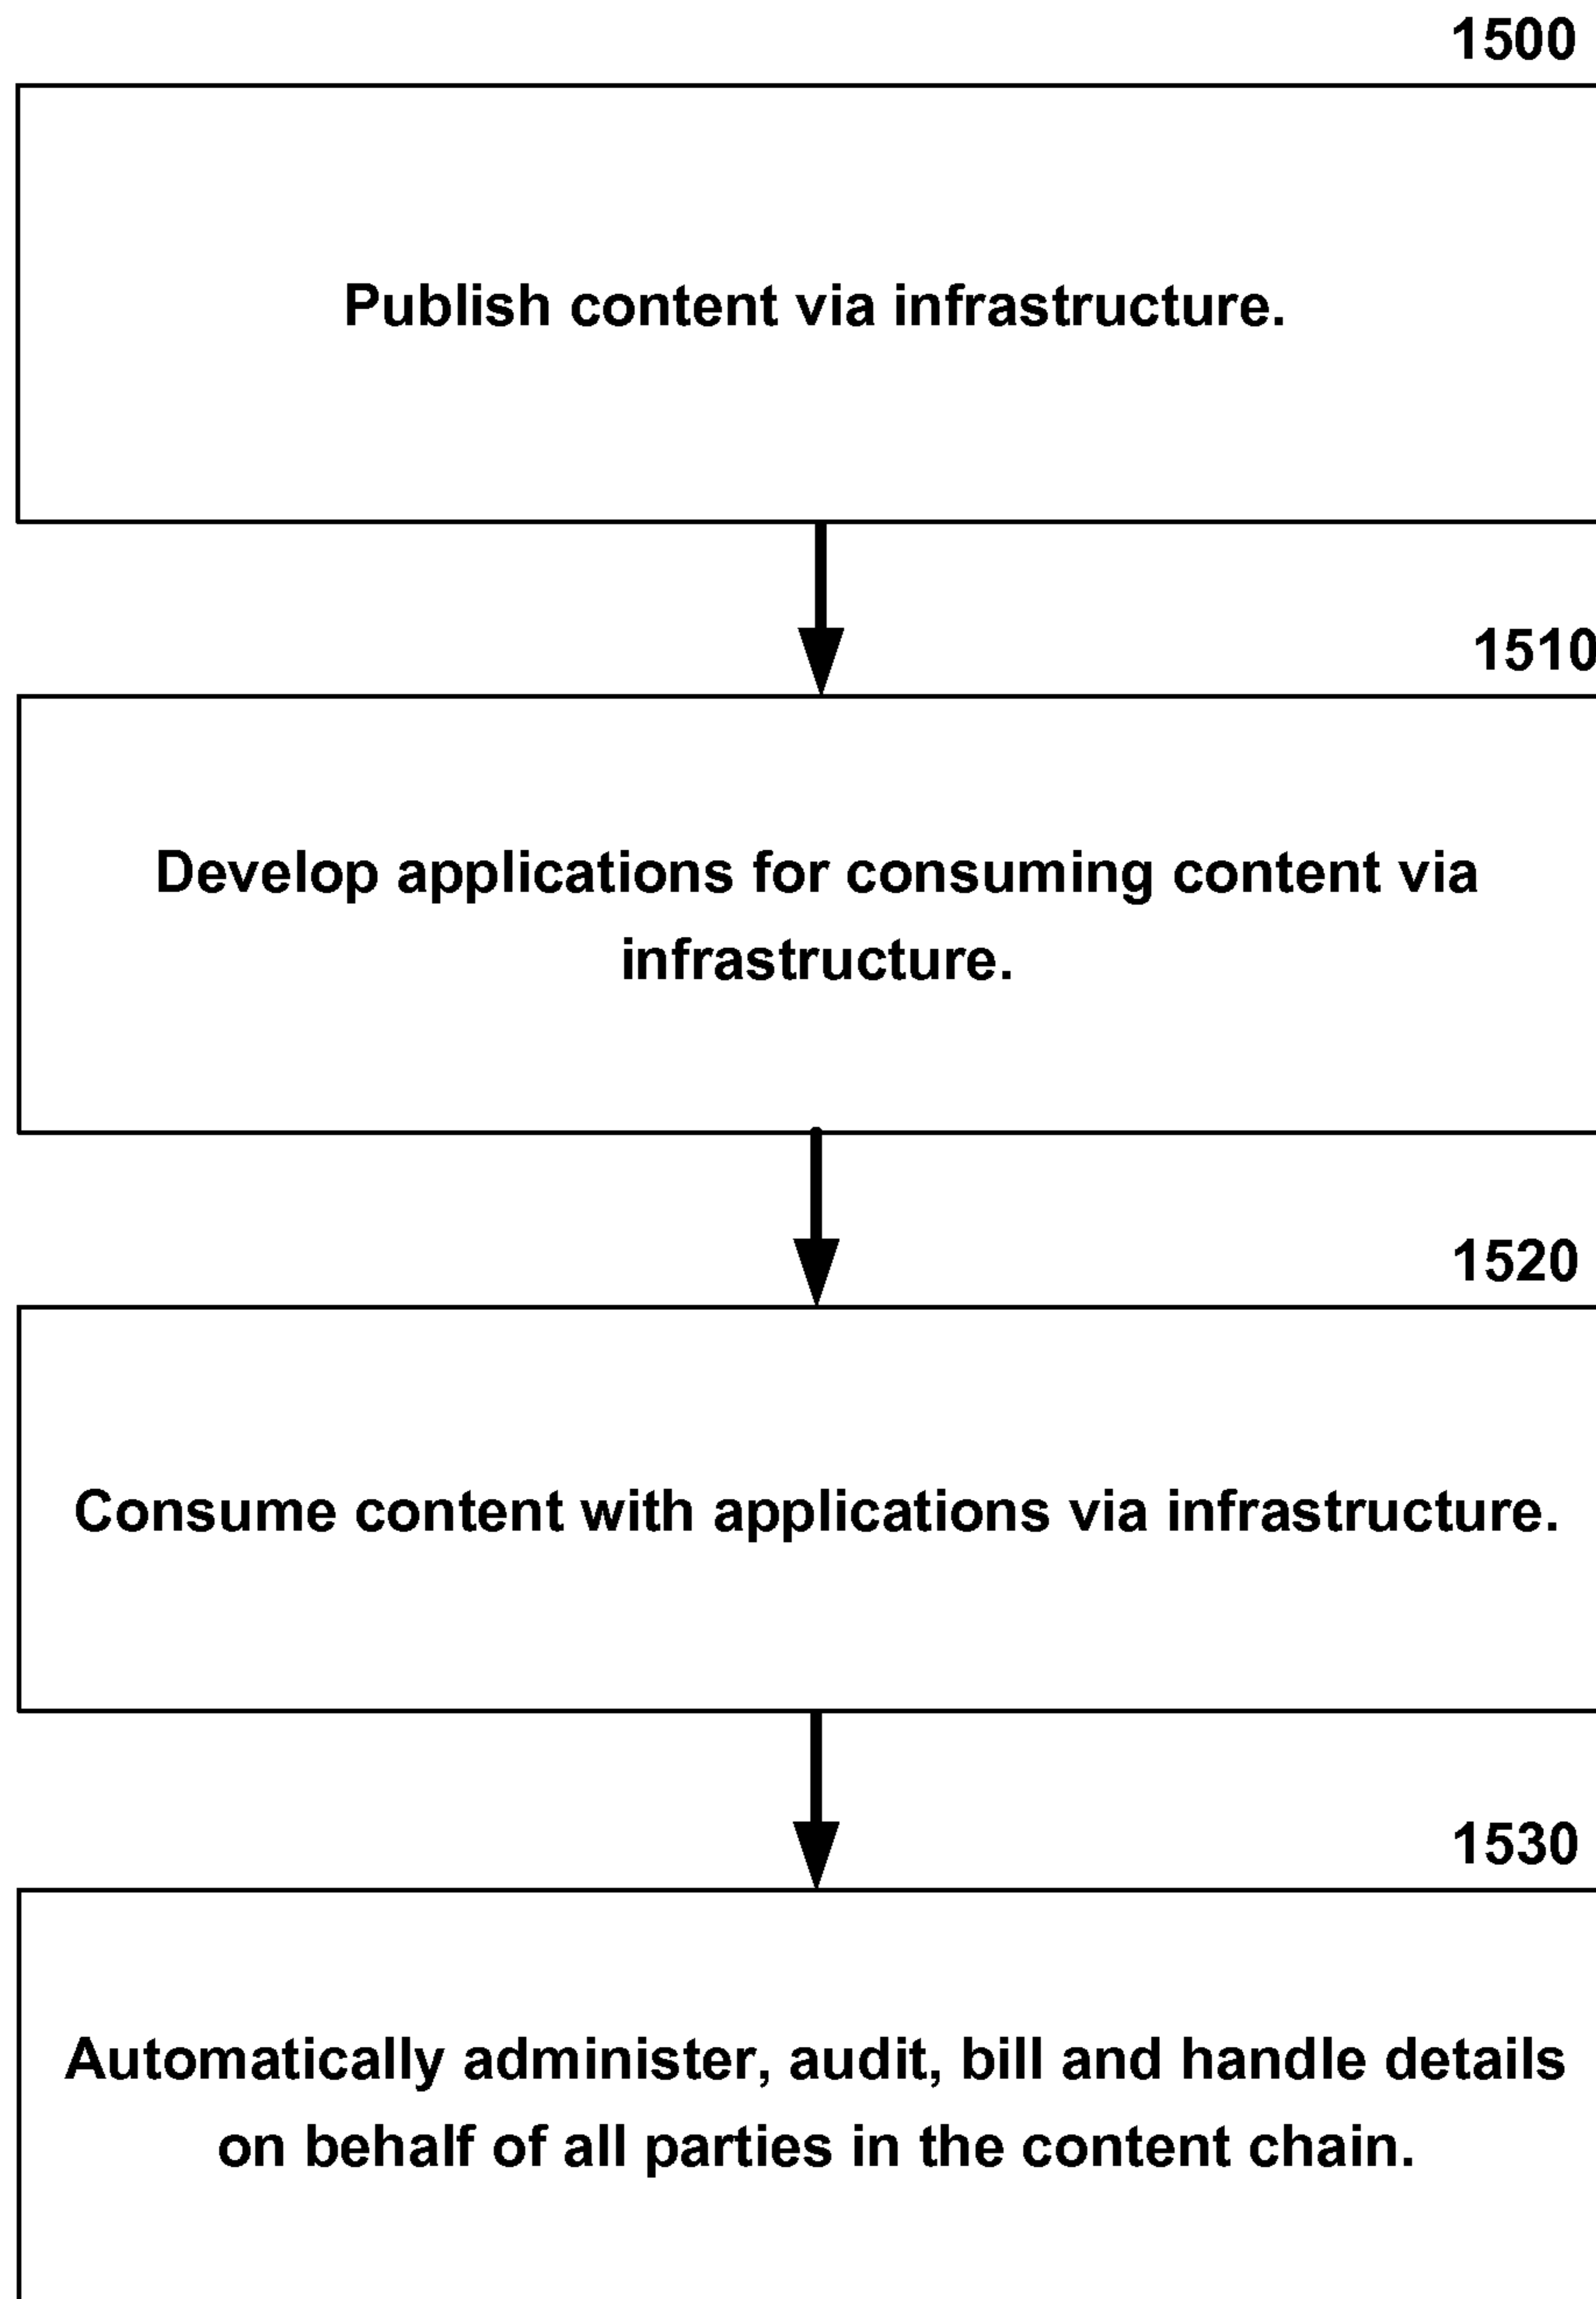 1500
Publish content via infrastructure.
1510
Develop applications for consuming content via
infrastructure.
1520
Consume content with applications via infrastructure.
1530
Automatically administer, audit, bill and handle details
on behalf of all parties in the content chain.